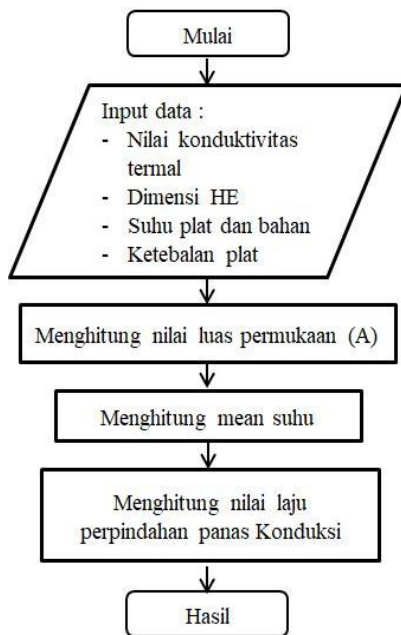 Mulai
Input data :
- Nilai konduktivitas
termal
- Dimensi HE
- Suhu plat dan bahan
- Ketebalan plat
Menghitung nilai luas permukaan (A)
Menghitung mean suhu
Menghitung nilai laju
perpindahan panas Konduksi
Hasil